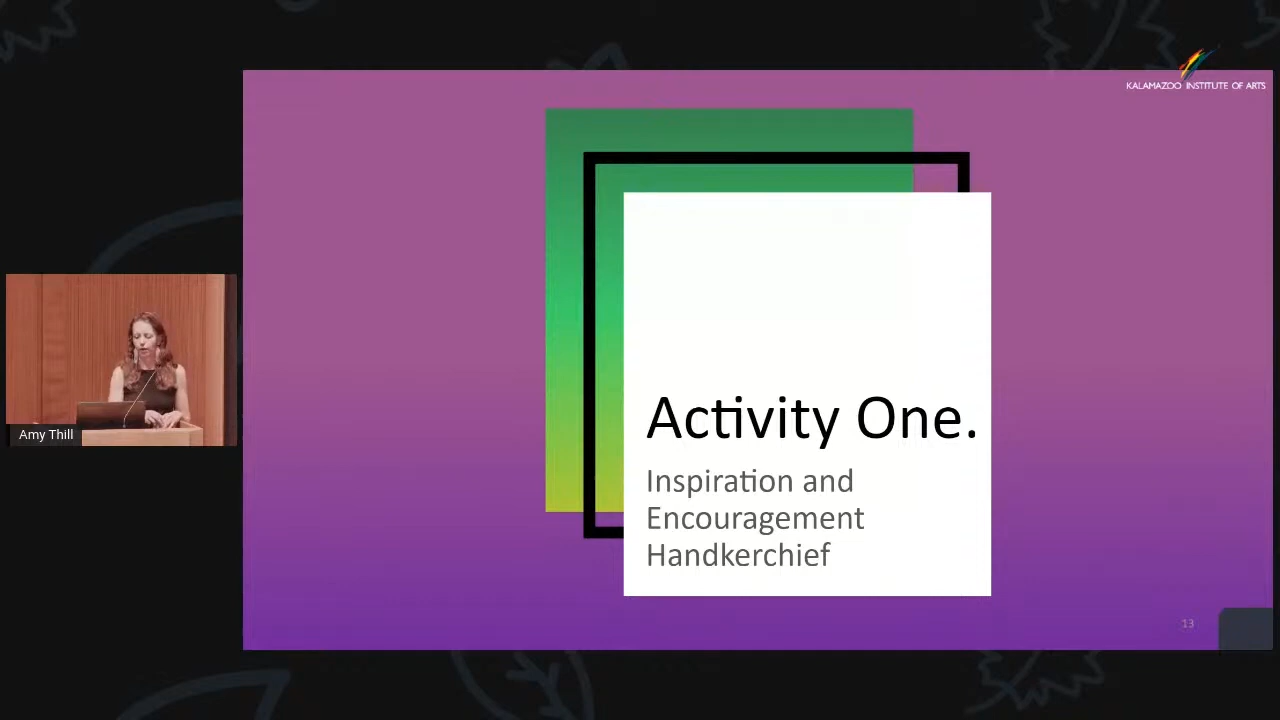 KALAMAZOO INSTITUTE OF ARTS
Activity One.
Inspiration and
Encouragement
Handkerchief
Amy Thill
13